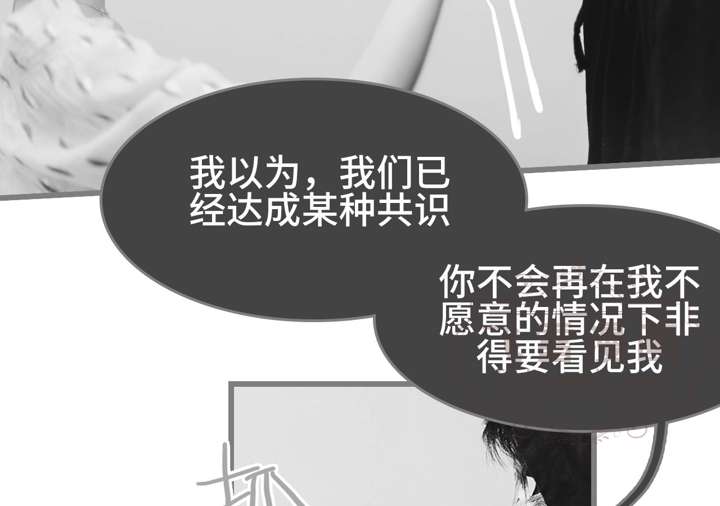 我以为，我们已
经达成某种共识
你不会再在我不
愿意的情况下非
得要看见我